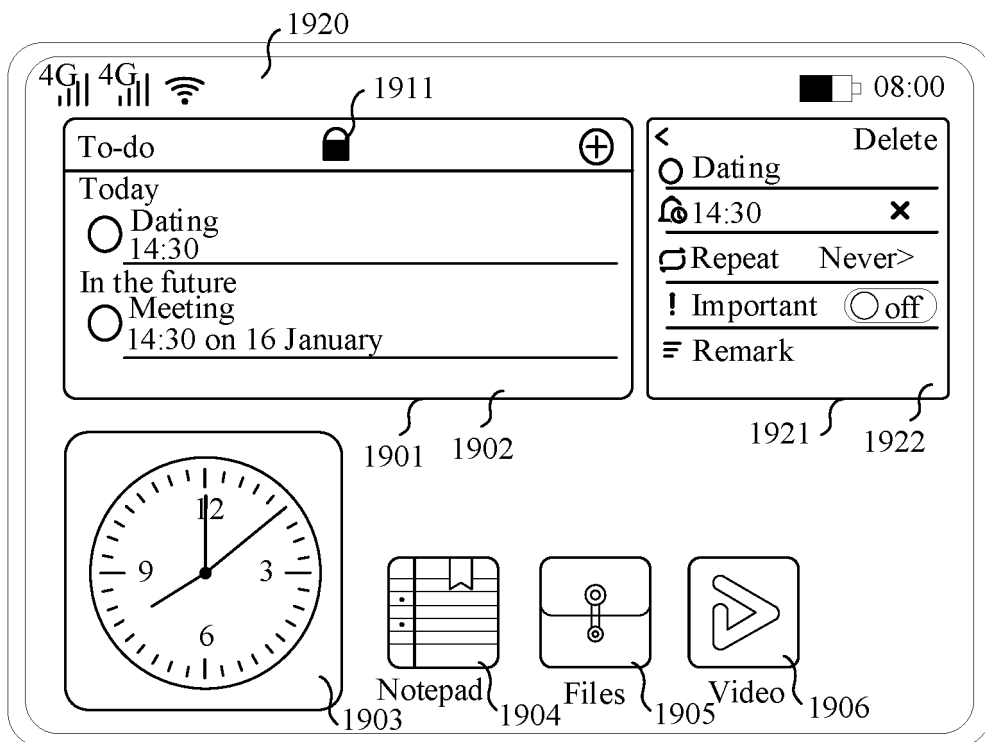 1920
4G 4G 08:00
1911
To-do
Today
Dating
14:30
In the future
Meeting
14:30 on 16 January
< Delete
Dating
14:30 ×
Repeat Never>
! Important off
Remark
1901
1902
1921
1922
12
9 3
6
Notepad
Files
Video
1903
1904
1905
1906